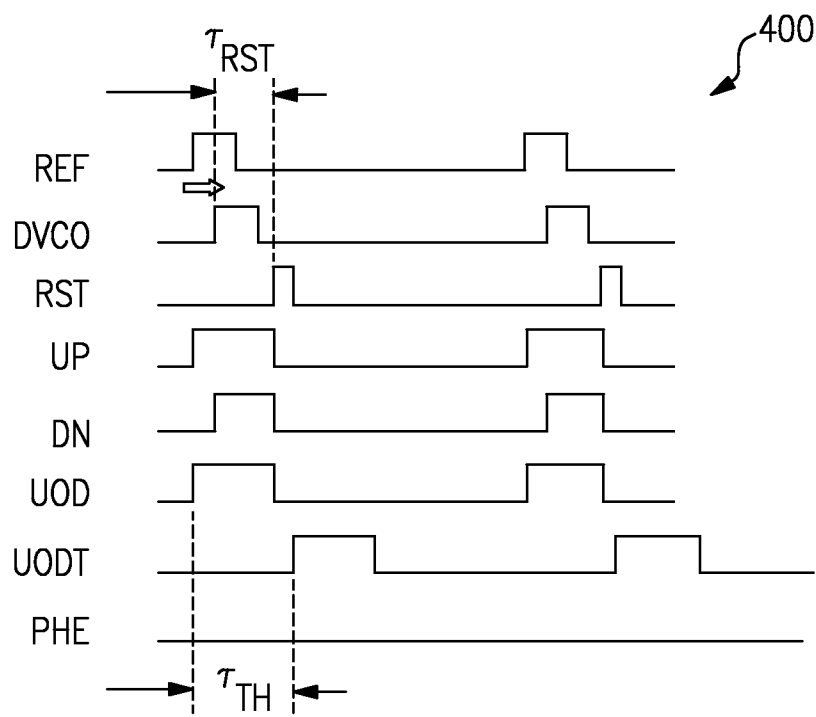 400
τRST
REF
DVCO
RST
UP
DN
UOD
UODT
PHE
τTH